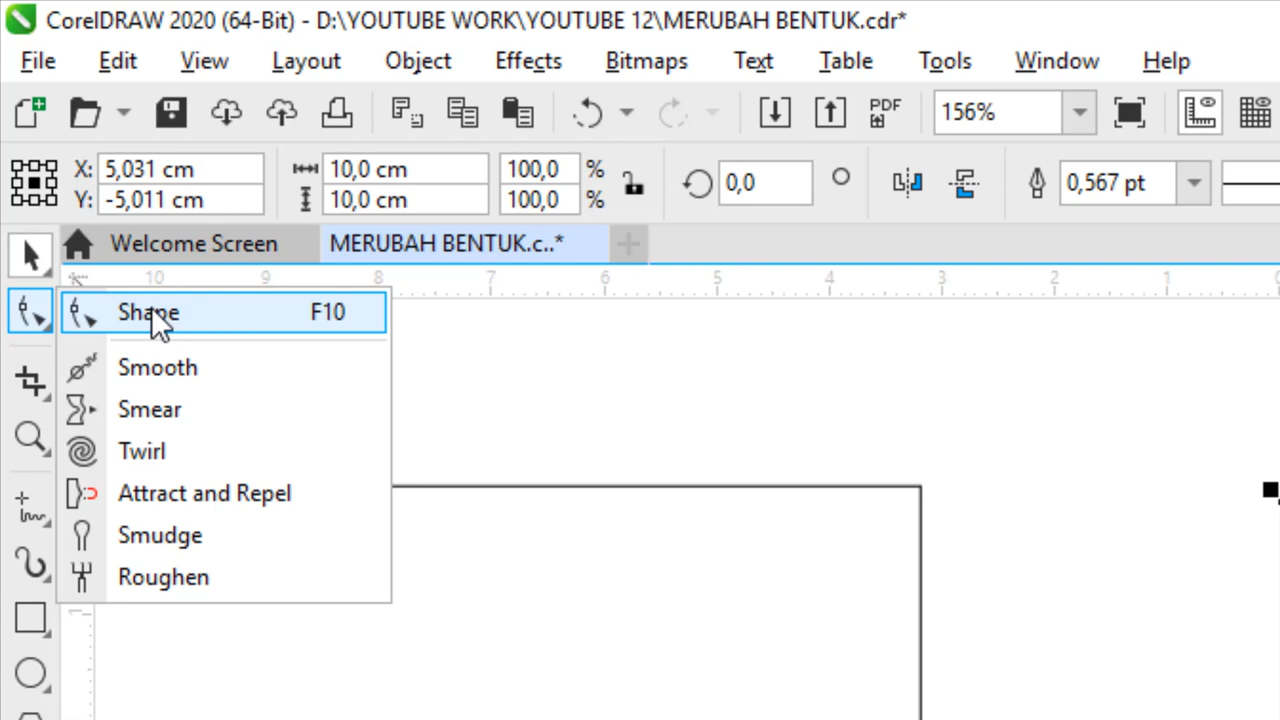 CorelDRAW 2020 (64-Bit) - D:\YOUTUBE WORK\YOUTUBE 12\MERUBAH BENTUK.cdr*
File Edit View Layout Object Effects Bitmaps Text Table Tools Window Help
PDF 156%
X: 5,031 cm 10,0 cm 100,0 % 0,0 0,567 pt
Y: -5,011 cm 10,0 cm 100,0 %
Welcome Screen MERUBAH BENTUK.c..*
10 9 8 7 6 5 4 3 2 1
Shape F10
Smooth
Smear
Twirl
Attract and Repel
Smudge
Roughen
1